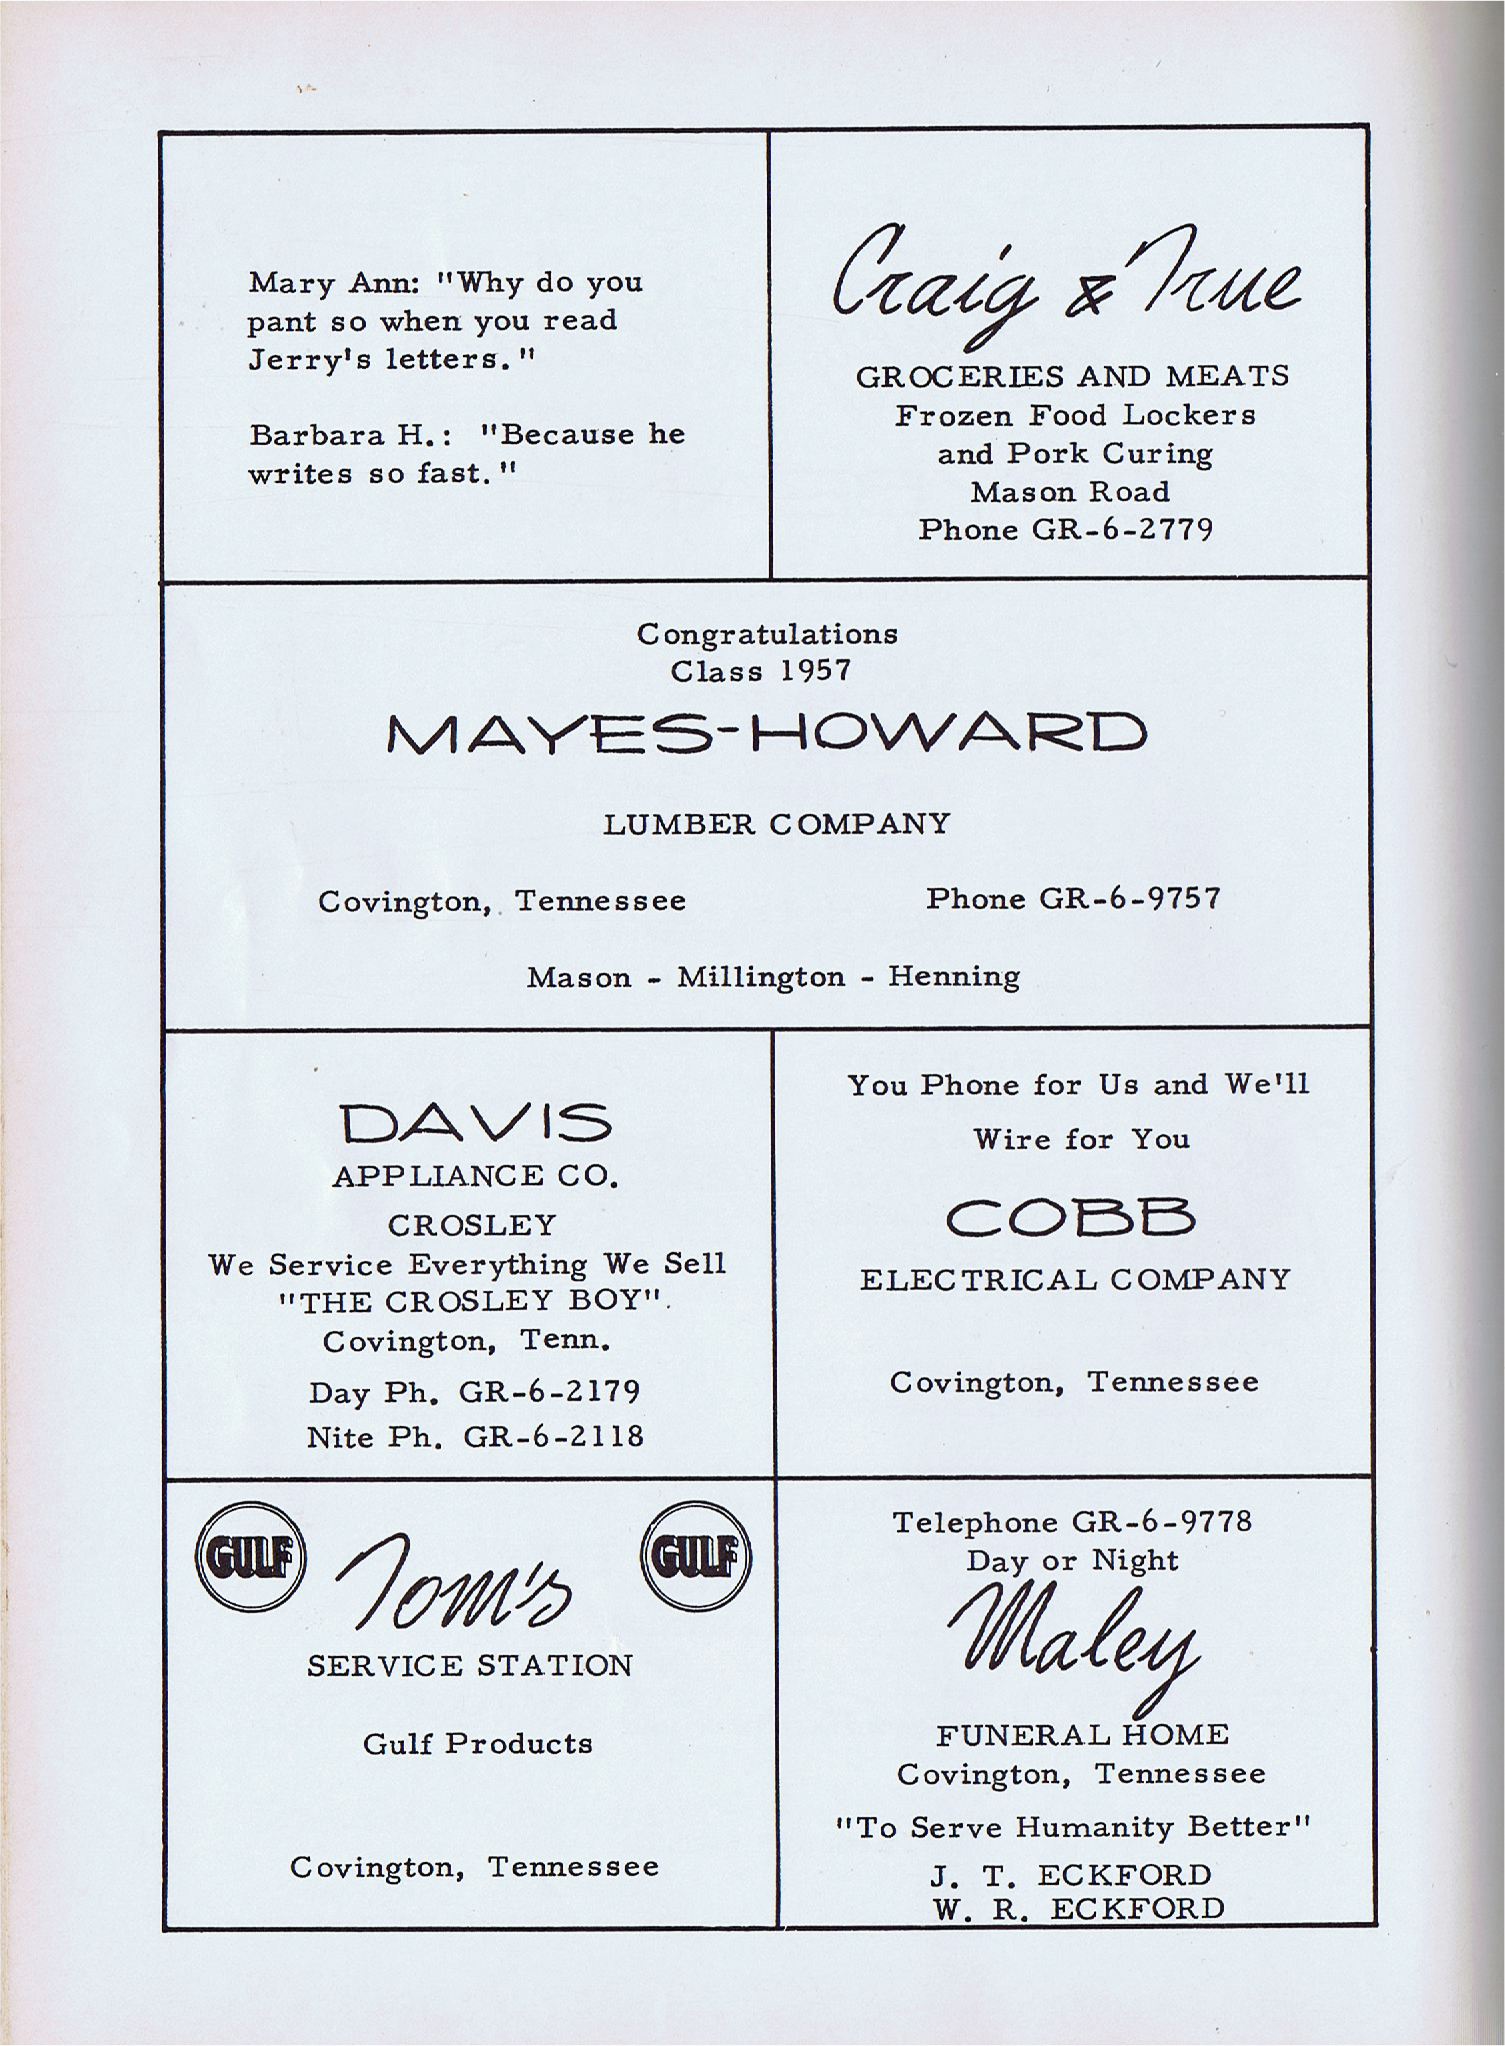 Mary Ann: "Why do you
pant so when you read
Jerry's letters."
Barbara H.: "Because he
writes so fast."
Craig & True
GROCERIES AND MEATS
Frozen Food Lockers
and Pork Curing
Mason Road
Phone GR-6-2779
Congratulations
Class 1957
MAYES-HOWARD
LUMBER COMPANY
Covington, Tennessee Phone GR-6-9757
Mason - Millington - Henning
DAVIS
APPLIANCE CO.
CROSLEY
We Service Everything We Sell
"THE CROSLEY BOY".
Covington, Tenn.
Day Ph. GR-6-2179
Nite Ph. GR-6-2118
You Phone for Us and We'll
Wire for You
COBB
ELECTRICAL COMPANY
Covington, Tennessee
GULF
GULF
Tom's
SERVICE STATION
Gulf Products
Covington, Tennessee
Telephone GR-6-9778
Day or Night
Maley
FUNERAL HOME
Covington, Tennessee
"To Serve Humanity Better"
J. T. ECKFORD
W. R. ECKFORD